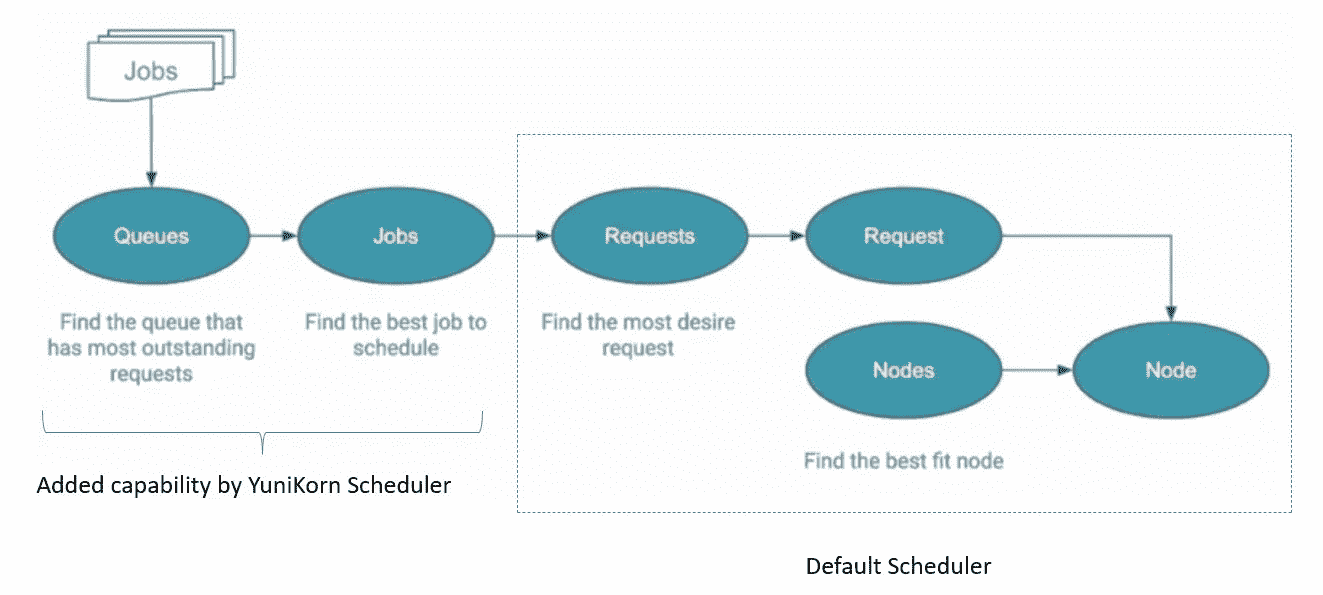 Jobs
Queues
Jobs
Requests
Request
Find the queue that
has most outstanding
requests
Find the best job to
schedule
Find the most desire
request
Nodes
Node
Find the best fit node
Added capability by YuniKorn Scheduler
Default Scheduler